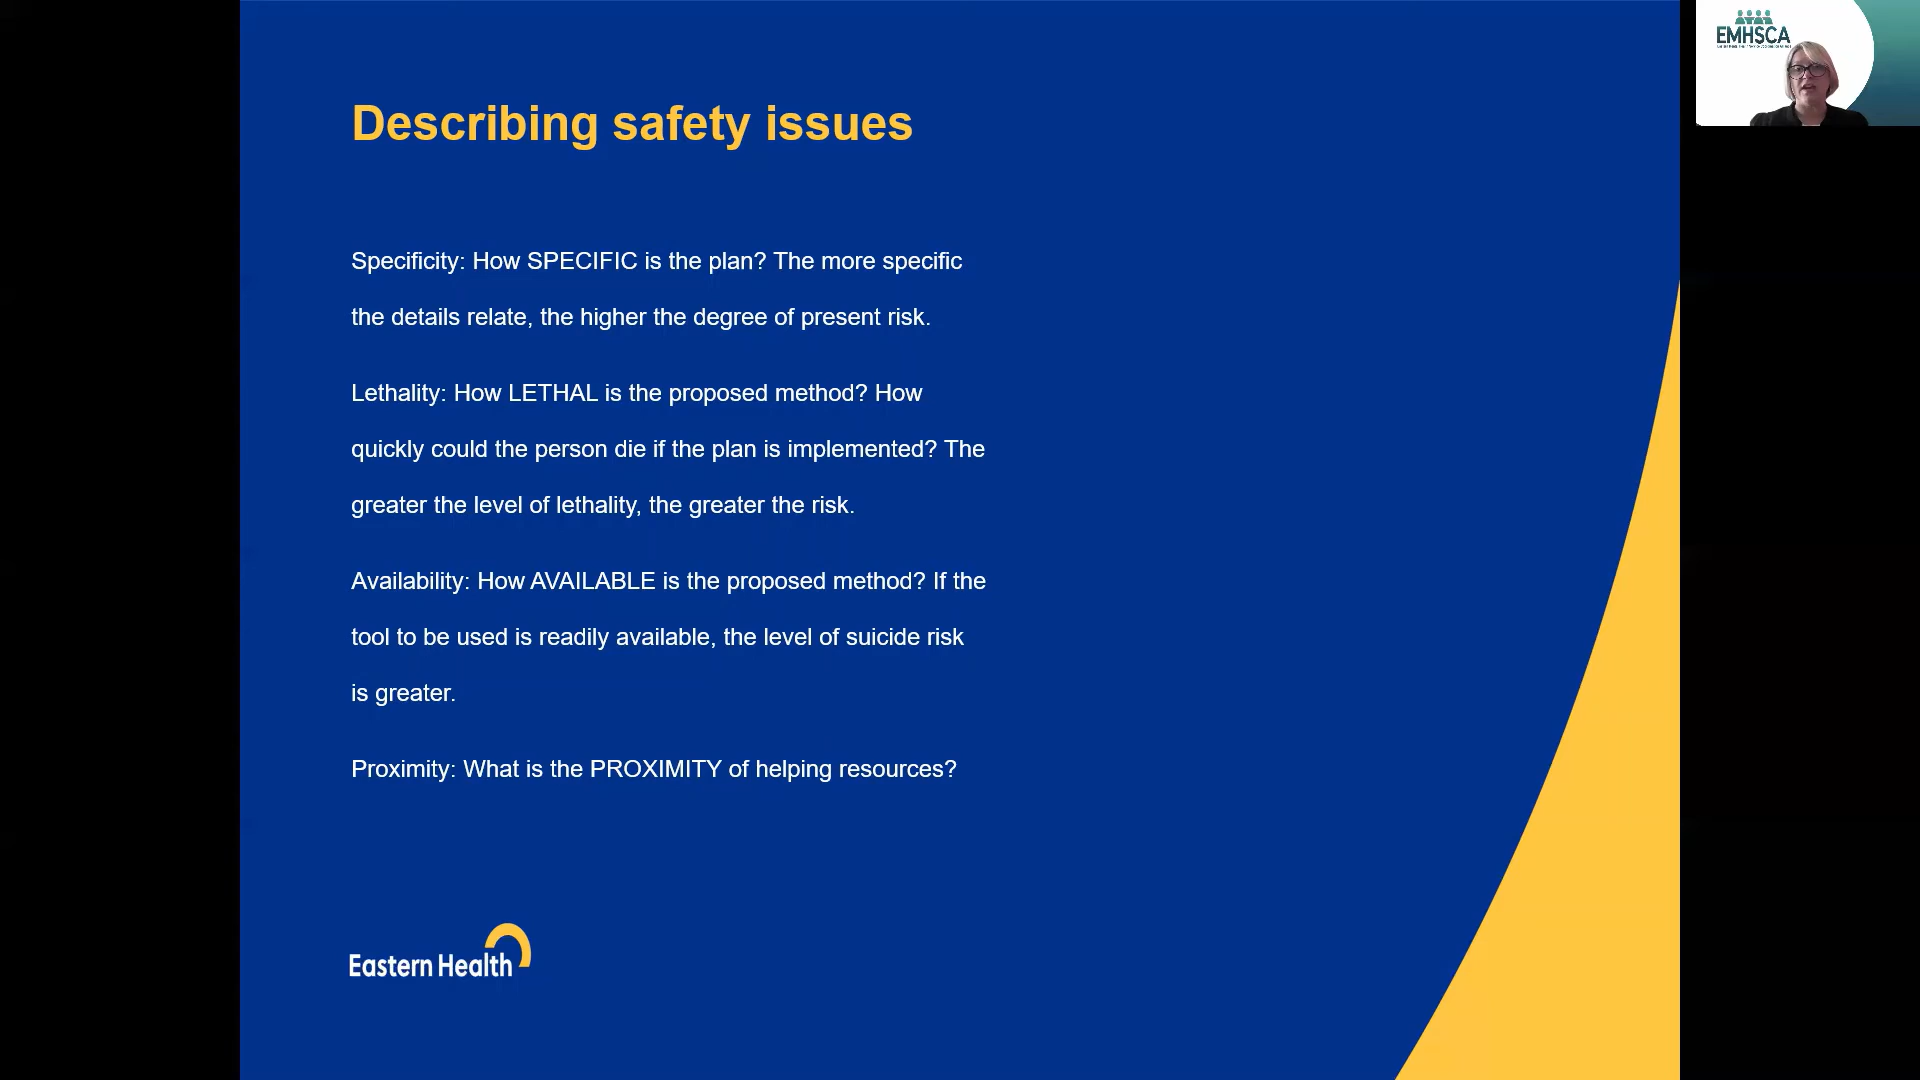 EMHSCA
Describing safety issues
Specificity: How SPECIFIC is the plan? The more specific
the details relate, the higher the degree of present risk.
Lethality: How LETHAL is the proposed method? How
quickly could the person die if the plan is implemented? The
greater the level of lethality, the greater the risk.
Availability: How AVAILABLE is the proposed method? If the
tool to be used is readily available, the level of suicide risk
is greater.
Proximity: What is the PROXIMITY of helping resources?
Eastern Health